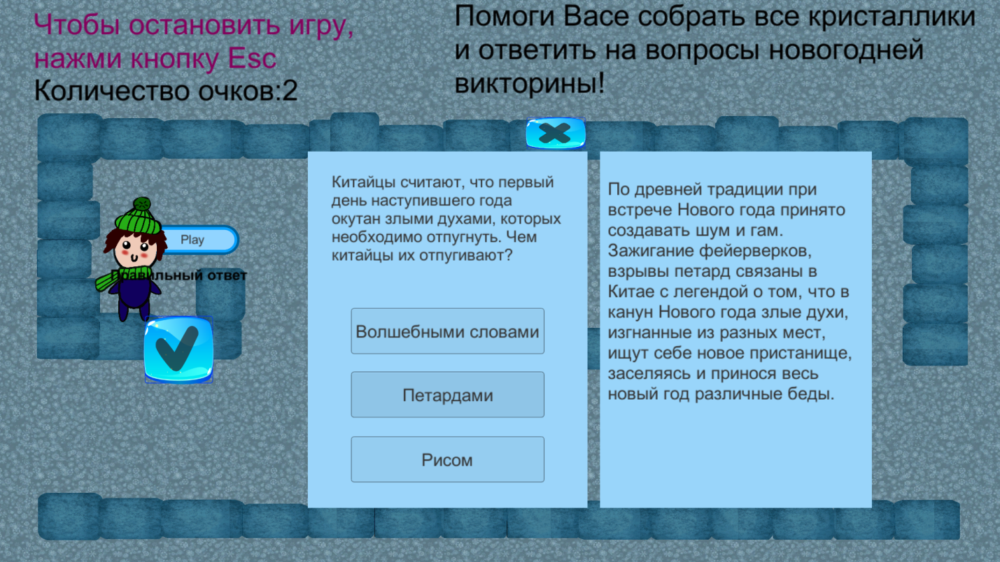 Чтобы остановить игру,
нажми кнопку Esc
Количество очков:2
Помоги Васе собрать все кристаллики
и ответить на вопросы новогодней
викторины!
Play
Правильный ответ
Китайцы считают, что первый
день наступившего года
окутан злыми духами, которых
необходимо отпугнуть. Чем
китайцы их отпугивают?
Волшебными словами
Петардами
Рисом
По древней традиции при
встрече Нового года принято
создавать шум и гам.
Зажигание фейерверков,
взрывы петард связаны в
Китае с легендой о том, что в
канун Нового года злые духи,
изгнанные из разных мест,
ищут себе новое пристанище,
заселяясь и принося весь
новый год различные беды.